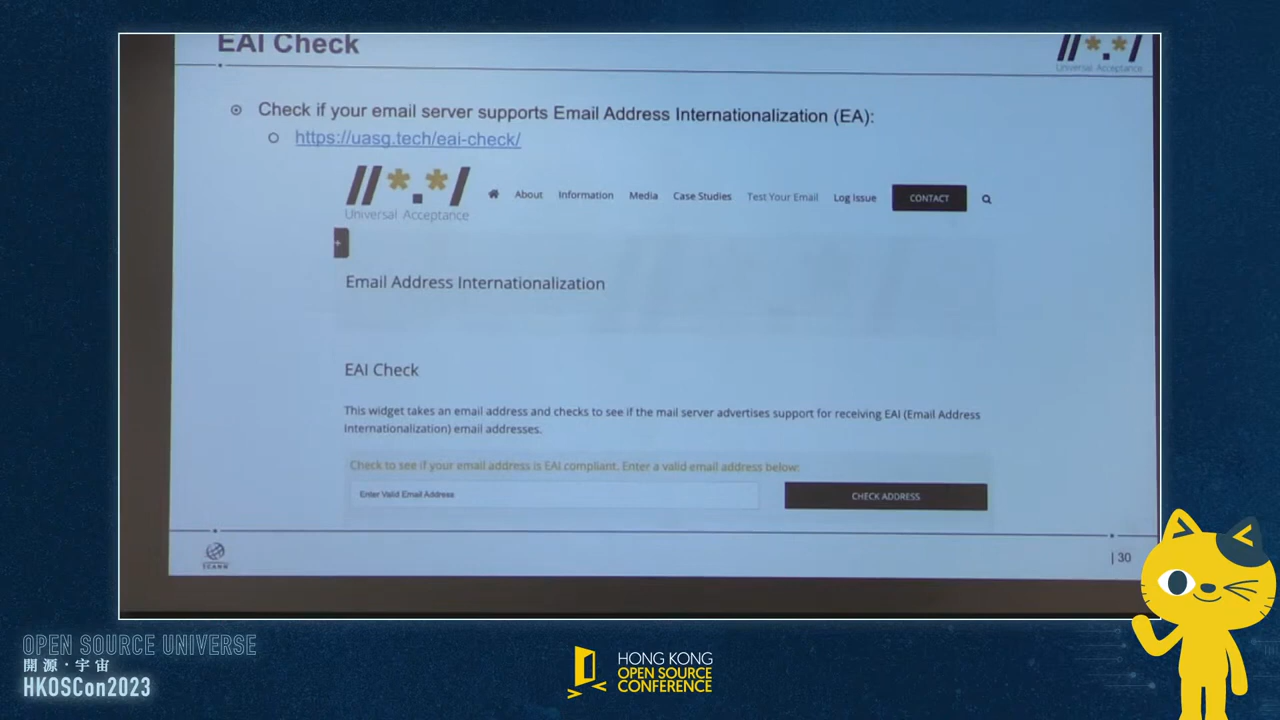 EAI Check
//*.*/
Universal Acceptance
Check if your email server supports Email Address Internationalization (EA):
https://uasg.tech/eai-check/
//*.*/
Universal Acceptance
About Information Media Case Studies Test Your Email Log Issue CONTACT
+
Email Address Internationalization
EAI Check
This widget takes an email address and checks to see if the mail server advertises support for receiving EAI (Email Address
Internationalization) email addresses.
Check to see if your email address is EAI compliant. Enter a valid email address below:
Enter Valid Email Address
CHECK ADDRESS
ICANN
| 30
OPEN SOURCE UNIVERSE
開源·宇宙
HKOSCon2023
HONG KONG
OPEN SOURCE
CONFERENCE